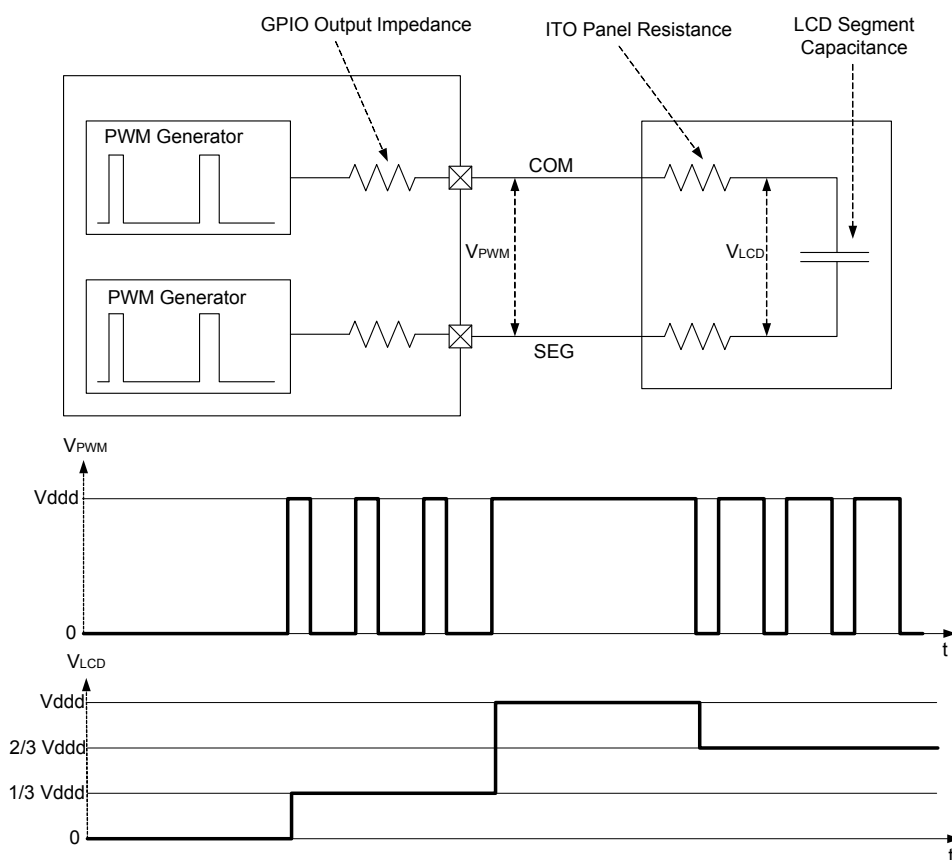 GPIO Output Impedance
ITO Panel Resistance
LCD Segment
Capacitance
PWM Generator
COM
VPWM
VLCD
PWM Generator
SEG
VPWM
Vddd
0
t
VLCD
Vddd
2/3 Vddd
1/3 Vddd
0
t